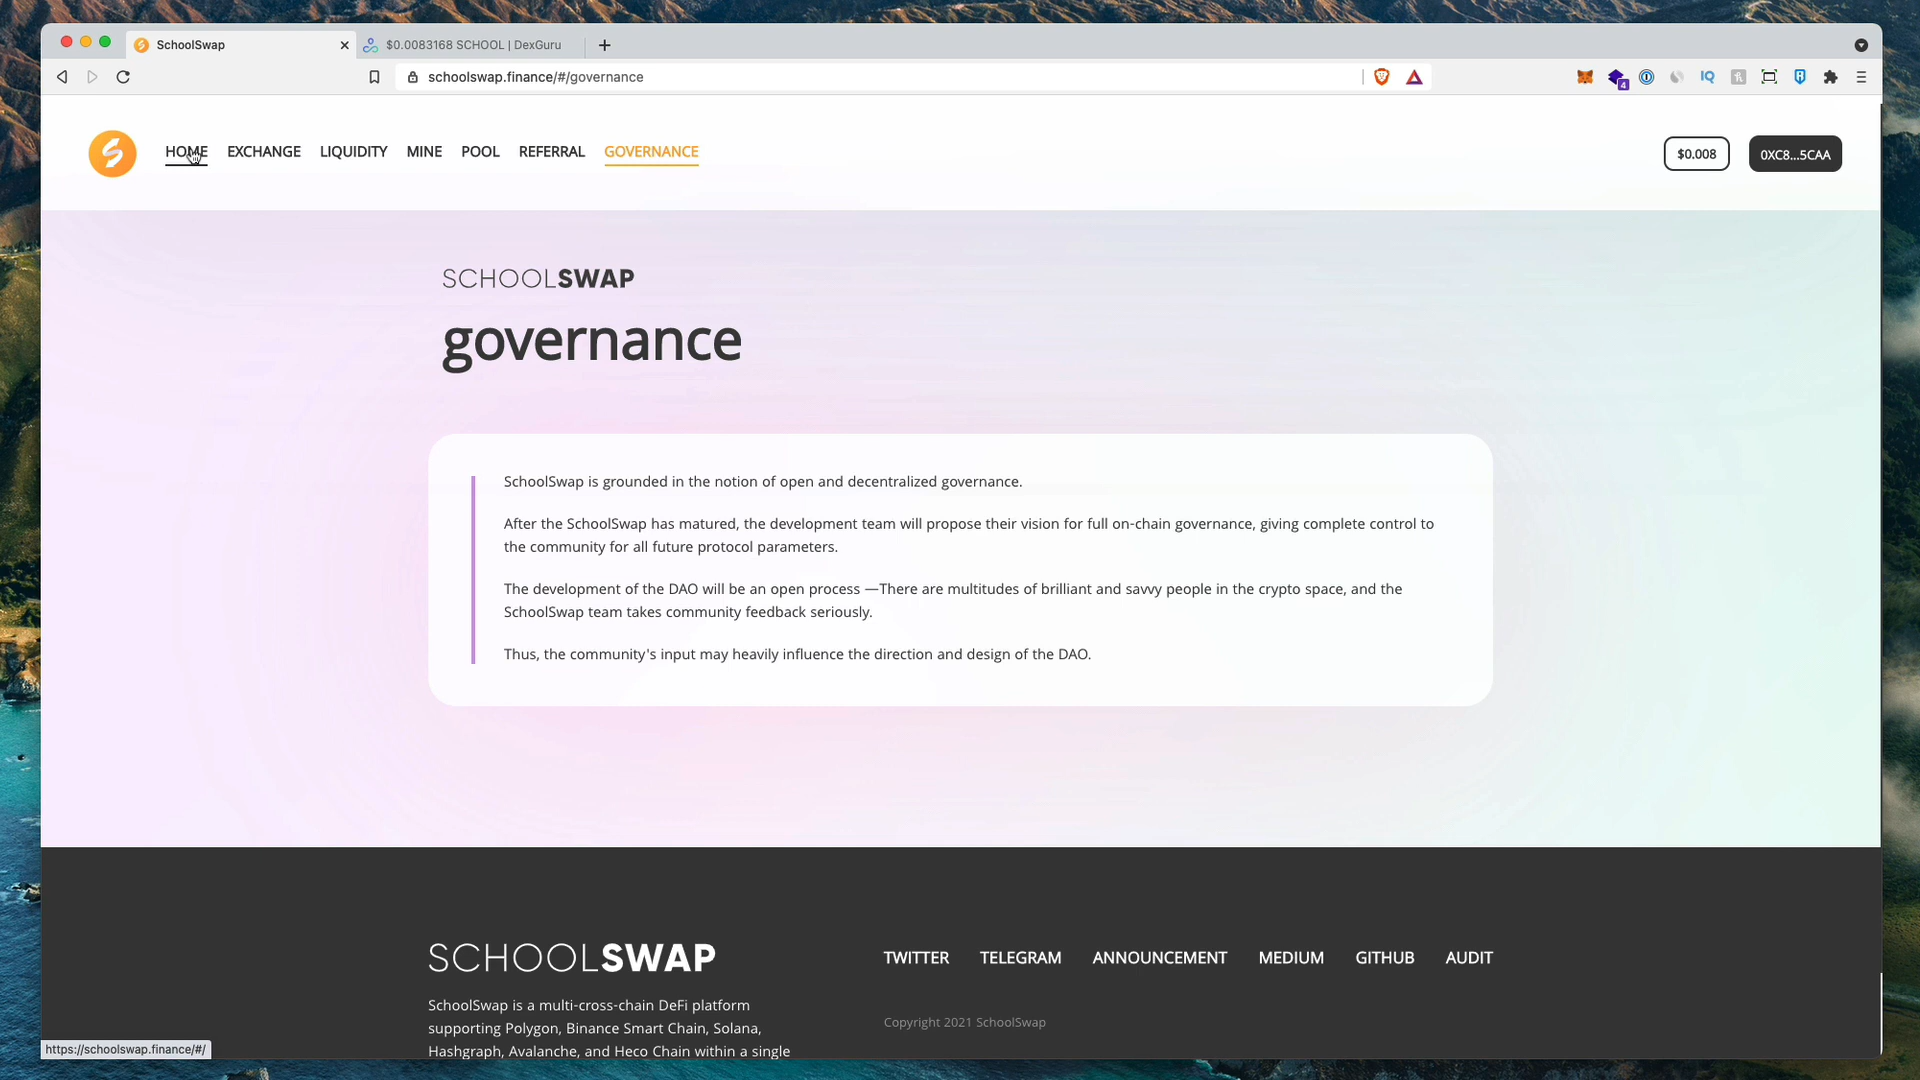 SchoolSwap
$0.0083168 SCHOOL | DexGuru
schoolswap.finance/#/governance
IQ
4
HOME EXCHANGE LIQUIDITY MINE POOL REFERRAL GOVERNANCE
$0.008
0XC8...5CAA
SCHOOLSWAP
governance
SchoolSwap is grounded in the notion of open and decentralized governance.
After the SchoolSwap has matured, the development team will propose their vision for full on-chain governance, giving complete control to
the community for all future protocol parameters.
The development of the DAO will be an open process —There are multitudes of brilliant and savvy people in the crypto space, and the
SchoolSwap team takes community feedback seriously.
Thus, the community's input may heavily influence the direction and design of the DAO.
SCHOOLSWAP
TWITTER TELEGRAM ANNOUNCEMENT MEDIUM GITHUB AUDIT
SchoolSwap is a multi-cross-chain DeFi platform
supporting Polygon, Binance Smart Chain, Solana,
Hashgraph, Avalanche, and Heco Chain within a single
Copyright 2021 SchoolSwap
https://schoolswap.finance/#/